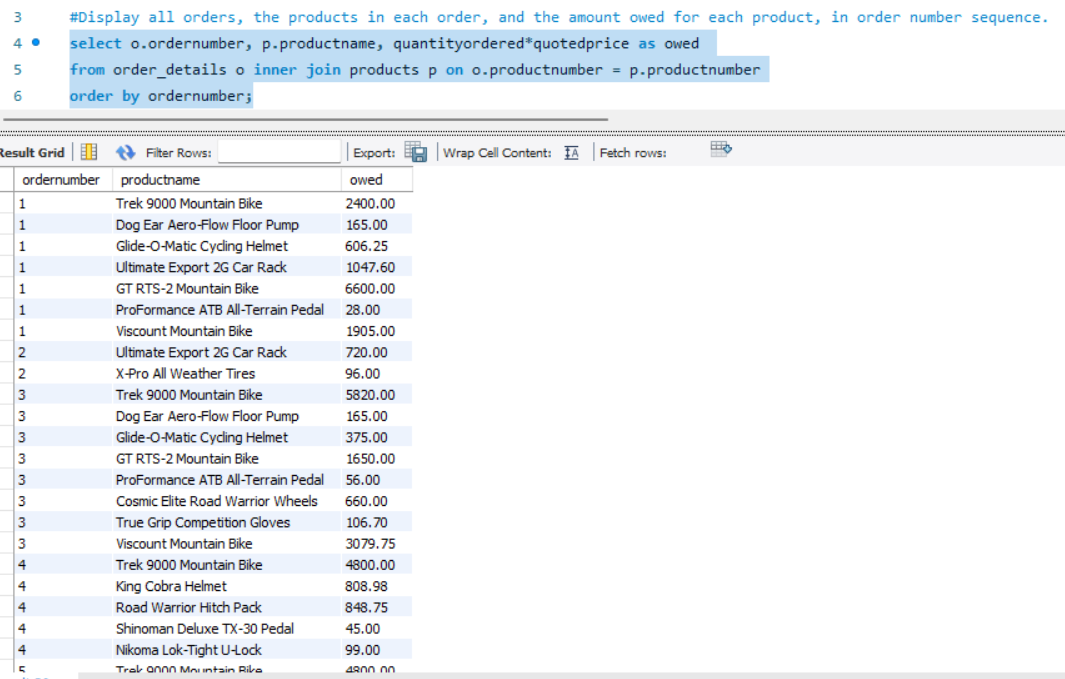 3 #Display all orders, the products in each order, and the amount owed for each product, in order number sequence.
4 select o.ordernumber, p.productname, quantityordered*quotedprice as owed
5 from order_details o inner join products p on o.productnumber = p.productnumber
6 order by ordernumber;
Result Grid Filter Rows: Export: Wrap Cell Content: Fetch rows:
ordernumber productname owed
1 Trek 9000 Mountain Bike 2400.00
1 Dog Ear Aero-Flow Floor Pump 165.00
1 Glide-O-Matic Cycling Helmet 606.25
1 Ultimate Export 2G Car Rack 1047.60
1 GT RTS-2 Mountain Bike 6600.00
1 ProFormance ATB All-Terrain Pedal 28.00
1 Viscount Mountain Bike 1905.00
2 Ultimate Export 2G Car Rack 720.00
2 X-Pro All Weather Tires 96.00
3 Trek 9000 Mountain Bike 5820.00
3 Dog Ear Aero-Flow Floor Pump 165.00
3 Glide-O-Matic Cycling Helmet 375.00
3 GT RTS-2 Mountain Bike 1650.00
3 ProFormance ATB All-Terrain Pedal 56.00
3 Cosmic Elite Road Warrior Wheels 660.00
3 True Grip Competition Gloves 106.70
3 Viscount Mountain Bike 3079.75
4 Trek 9000 Mountain Bike 4800.00
4 King Cobra Helmet 808.98
4 Road Warrior Hitch Pack 848.75
4 Shinoman Deluxe TX-30 Pedal 45.00
4 Nikoma Lok-Tight U-Lock 99.00
5 Trek 9000 Mountain Bike 4800.00